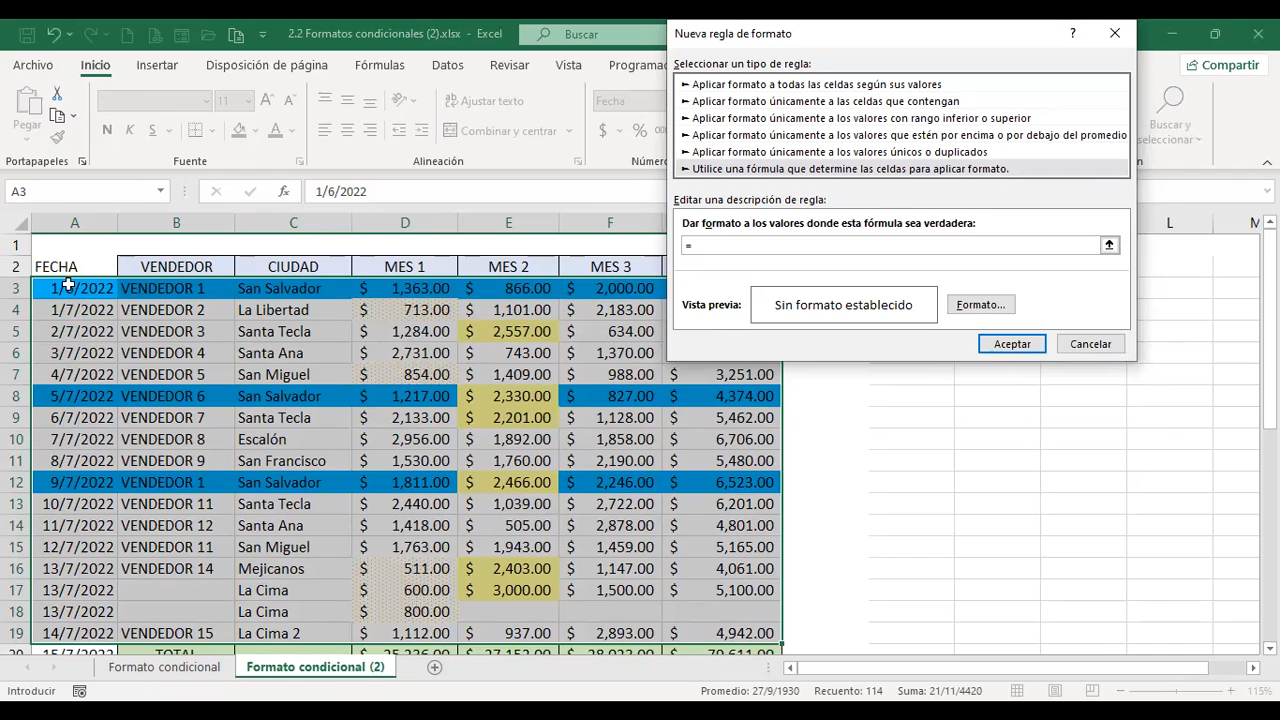 2.2 Formatos condicionales (2).xlsx - Excel
Buscar
Archivo Inicio Insertar Disposición de página Fórmulas Datos Revisar Vista Programa Compartir
Pegar
11
Ajustar texto
Combinar y centrar
Fecha
N K S
$ %
Buscar y
seleccionar
Portapapeles Fuente Alineación Núm
Nueva regla de formato
?
Seleccionar un tipo de regla:
► Aplicar formato a todas las celdas según sus valores
► Aplicar formato únicamente a las celdas que contengan
► Aplicar formato únicamente a los valores con rango inferior o superior
► Aplicar formato únicamente a los valores que estén por encima o por debajo del promedio
► Aplicar formato únicamente a los valores únicos o duplicados
► Utilice una fórmula que determine las celdas para aplicar formato.
Editar una descripción de regla:
Dar formato a los valores donde esta fórmula sea verdadera:
=
Vista previa: Sin formato establecido Formato...
Aceptar Cancelar
A3 fx 1/6/2022
A B C D E F L M
1
2 FECHA VENDEDOR CIUDAD MES 1 MES 2 MES 3
3 1/6/2022 VENDEDOR 1 San Salvador $ 1,363.00 $ 866.00 $ 2,000.00
4 1/7/2022 VENDEDOR 2 La Libertad $ 713.00 $ 1,101.00 $ 2,183.00
5 2/7/2022 VENDEDOR 3 Santa Tecla $ 1,284.00 $ 2,557.00 $ 634.00
6 3/7/2022 VENDEDOR 4 Santa Ana $ 2,731.00 $ 743.00 $ 1,370.00
7 4/7/2022 VENDEDOR 5 San Miguel $ 854.00 $ 1,409.00 $ 988.00 $ 3,251.00
8 5/7/2022 VENDEDOR 6 San Salvador $ 1,217.00 $ 2,330.00 $ 827.00 $ 4,374.00
9 6/7/2022 VENDEDOR 7 Santa Tecla $ 2,133.00 $ 2,201.00 $ 1,128.00 $ 5,462.00
10 7/7/2022 VENDEDOR 8 Escalón $ 2,956.00 $ 1,892.00 $ 1,858.00 $ 6,706.00
11 8/7/2022 VENDEDOR 9 San Francisco $ 1,530.00 $ 1,760.00 $ 2,190.00 $ 5,480.00
12 9/7/2022 VENDEDOR 1 San Salvador $ 1,811.00 $ 2,466.00 $ 2,246.00 $ 6,523.00
13 10/7/2022 VENDEDOR 11 Santa Tecla $ 2,440.00 $ 1,039.00 $ 2,722.00 $ 6,201.00
14 11/7/2022 VENDEDOR 12 Santa Ana $ 1,418.00 $ 505.00 $ 2,878.00 $ 4,801.00
15 12/7/2022 VENDEDOR 11 San Miguel $ 1,763.00 $ 1,943.00 $ 1,459.00 $ 5,165.00
16 13/7/2022 VENDEDOR 14 Mejicanos $ 511.00 $ 2,403.00 $ 1,147.00 $ 4,061.00
17 13/7/2022 La Cima $ 600.00 $ 3,000.00 $ 1,500.00 $ 5,100.00
18 13/7/2022 La Cima $ 800.00
19 14/7/2022 VENDEDOR 15 La Cima 2 $ 1,112.00 $ 937.00 $ 2,893.00 $ 4,942.00
20 15/7/2022 TOTAL
Formato condicional Formato condicional (2)
Introducir Promedio: 27/9/1930 Recuento: 114 Suma: 21/11/4420 115%